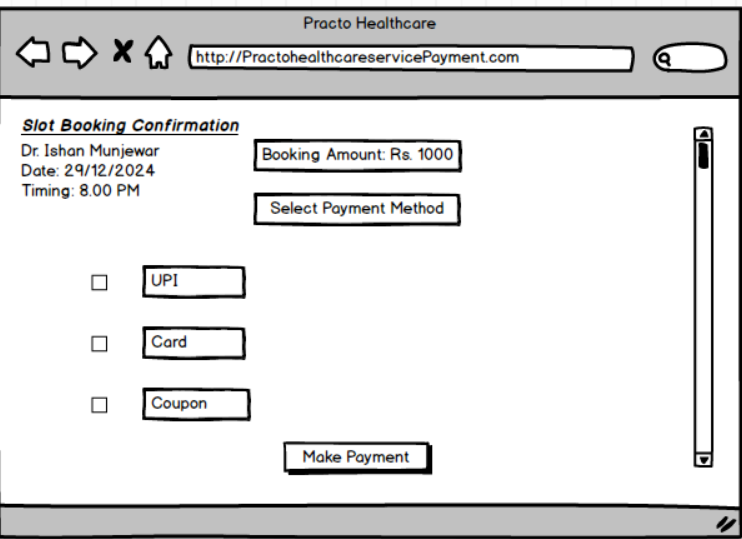 Practo Healthcare
http://PractohealthcareservicePayment.com
Slot Booking Confirmation
Dr. Ishan Munjewar
Date: 29/12/2024
Timing: 8.00 PM
Booking Amount: Rs. 1000
Select Payment Method
UPI
Card
Coupon
Make Payment